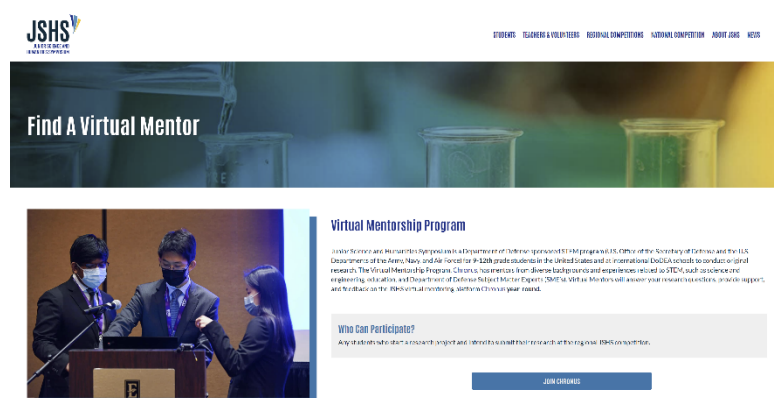 JSHS
JUNIOR SCIENCE AND
HUMANITIES SYMPOSIUM
STUDENTS TEACHERS & VOLUNTEERS REGIONAL COMPETITIONS NATIONAL COMPETITION ABOUT JSHS NEWS
Find A Virtual Mentor
Virtual Mentorship Program
Junior Science and Humanities Symposium is a Department of Defense sponsored STEM program (U.S. Office of the Secretary of Defense and the U.S.
Departments of the Army, Navy, and Air Force) for 9-12th grade students in the United States and at international DoDEA schools to conduct original
research. The Virtual Mentorship Program, Chronus, has mentors from diverse backgrounds and experiences related to STEM, such as science and
engineering, education, and Department of Defense Subject Matter Experts (SMEs). Virtual Mentors will answer your research questions, provide support,
and feedback on the JSHS virtual mentoring platform Chronus year-round.
Who Can Participate?
Any students who start a research project and intend to submit their research at the regional JSHS competition.
JOIN CHRONUS
E